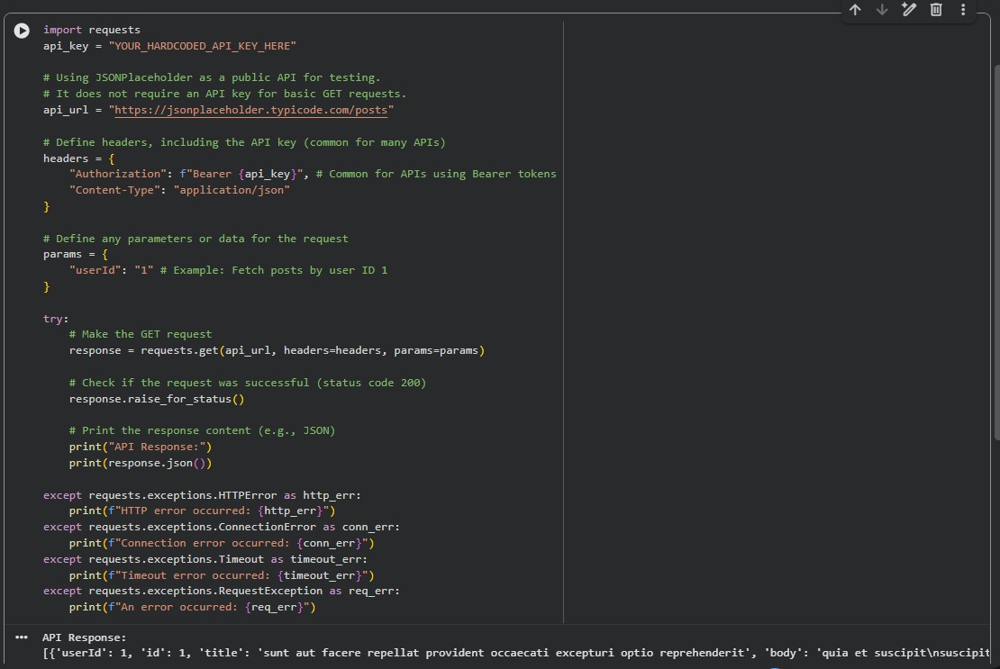 import requests
api_key = "YOUR_HARDCODED_API_KEY_HERE"
# Using JSONPlaceholder as a public API for testing.
# It does not require an API key for basic GET requests.
api_url = "https://jsonplaceholder.typicode.com/posts"
# Define headers, including the API key (common for many APIs)
headers = {
    "Authorization": f"Bearer {api_key}", # Common for APIs using Bearer tokens
    "Content-Type": "application/json"
}
# Define any parameters or data for the request
params = {
    "userId": "1" # Example: Fetch posts by user ID 1
}
try:
    # Make the GET request
    response = requests.get(api_url, headers=headers, params=params)
    # Check if the request was successful (status code 200)
    response.raise_for_status()
    # Print the response content (e.g., JSON)
    print("API Response:")
    print(response.json())
except requests.exceptions.HTTPError as http_err:
    print(f"HTTP error occurred: {http_err}")
except requests.exceptions.ConnectionError as conn_err:
    print(f"Connection error occurred: {conn_err}")
except requests.exceptions.Timeout as timeout_err:
    print(f"Timeout error occurred: {timeout_err}")
except requests.exceptions.RequestException as req_err:
    print(f"An error occurred: {req_err}")
API Response:
[{'userId': 1, 'id': 1, 'title': 'sunt aut facere repellat provident occaecati excepturi optio reprehenderit', 'body': 'quia et suscipit\nsuscipit